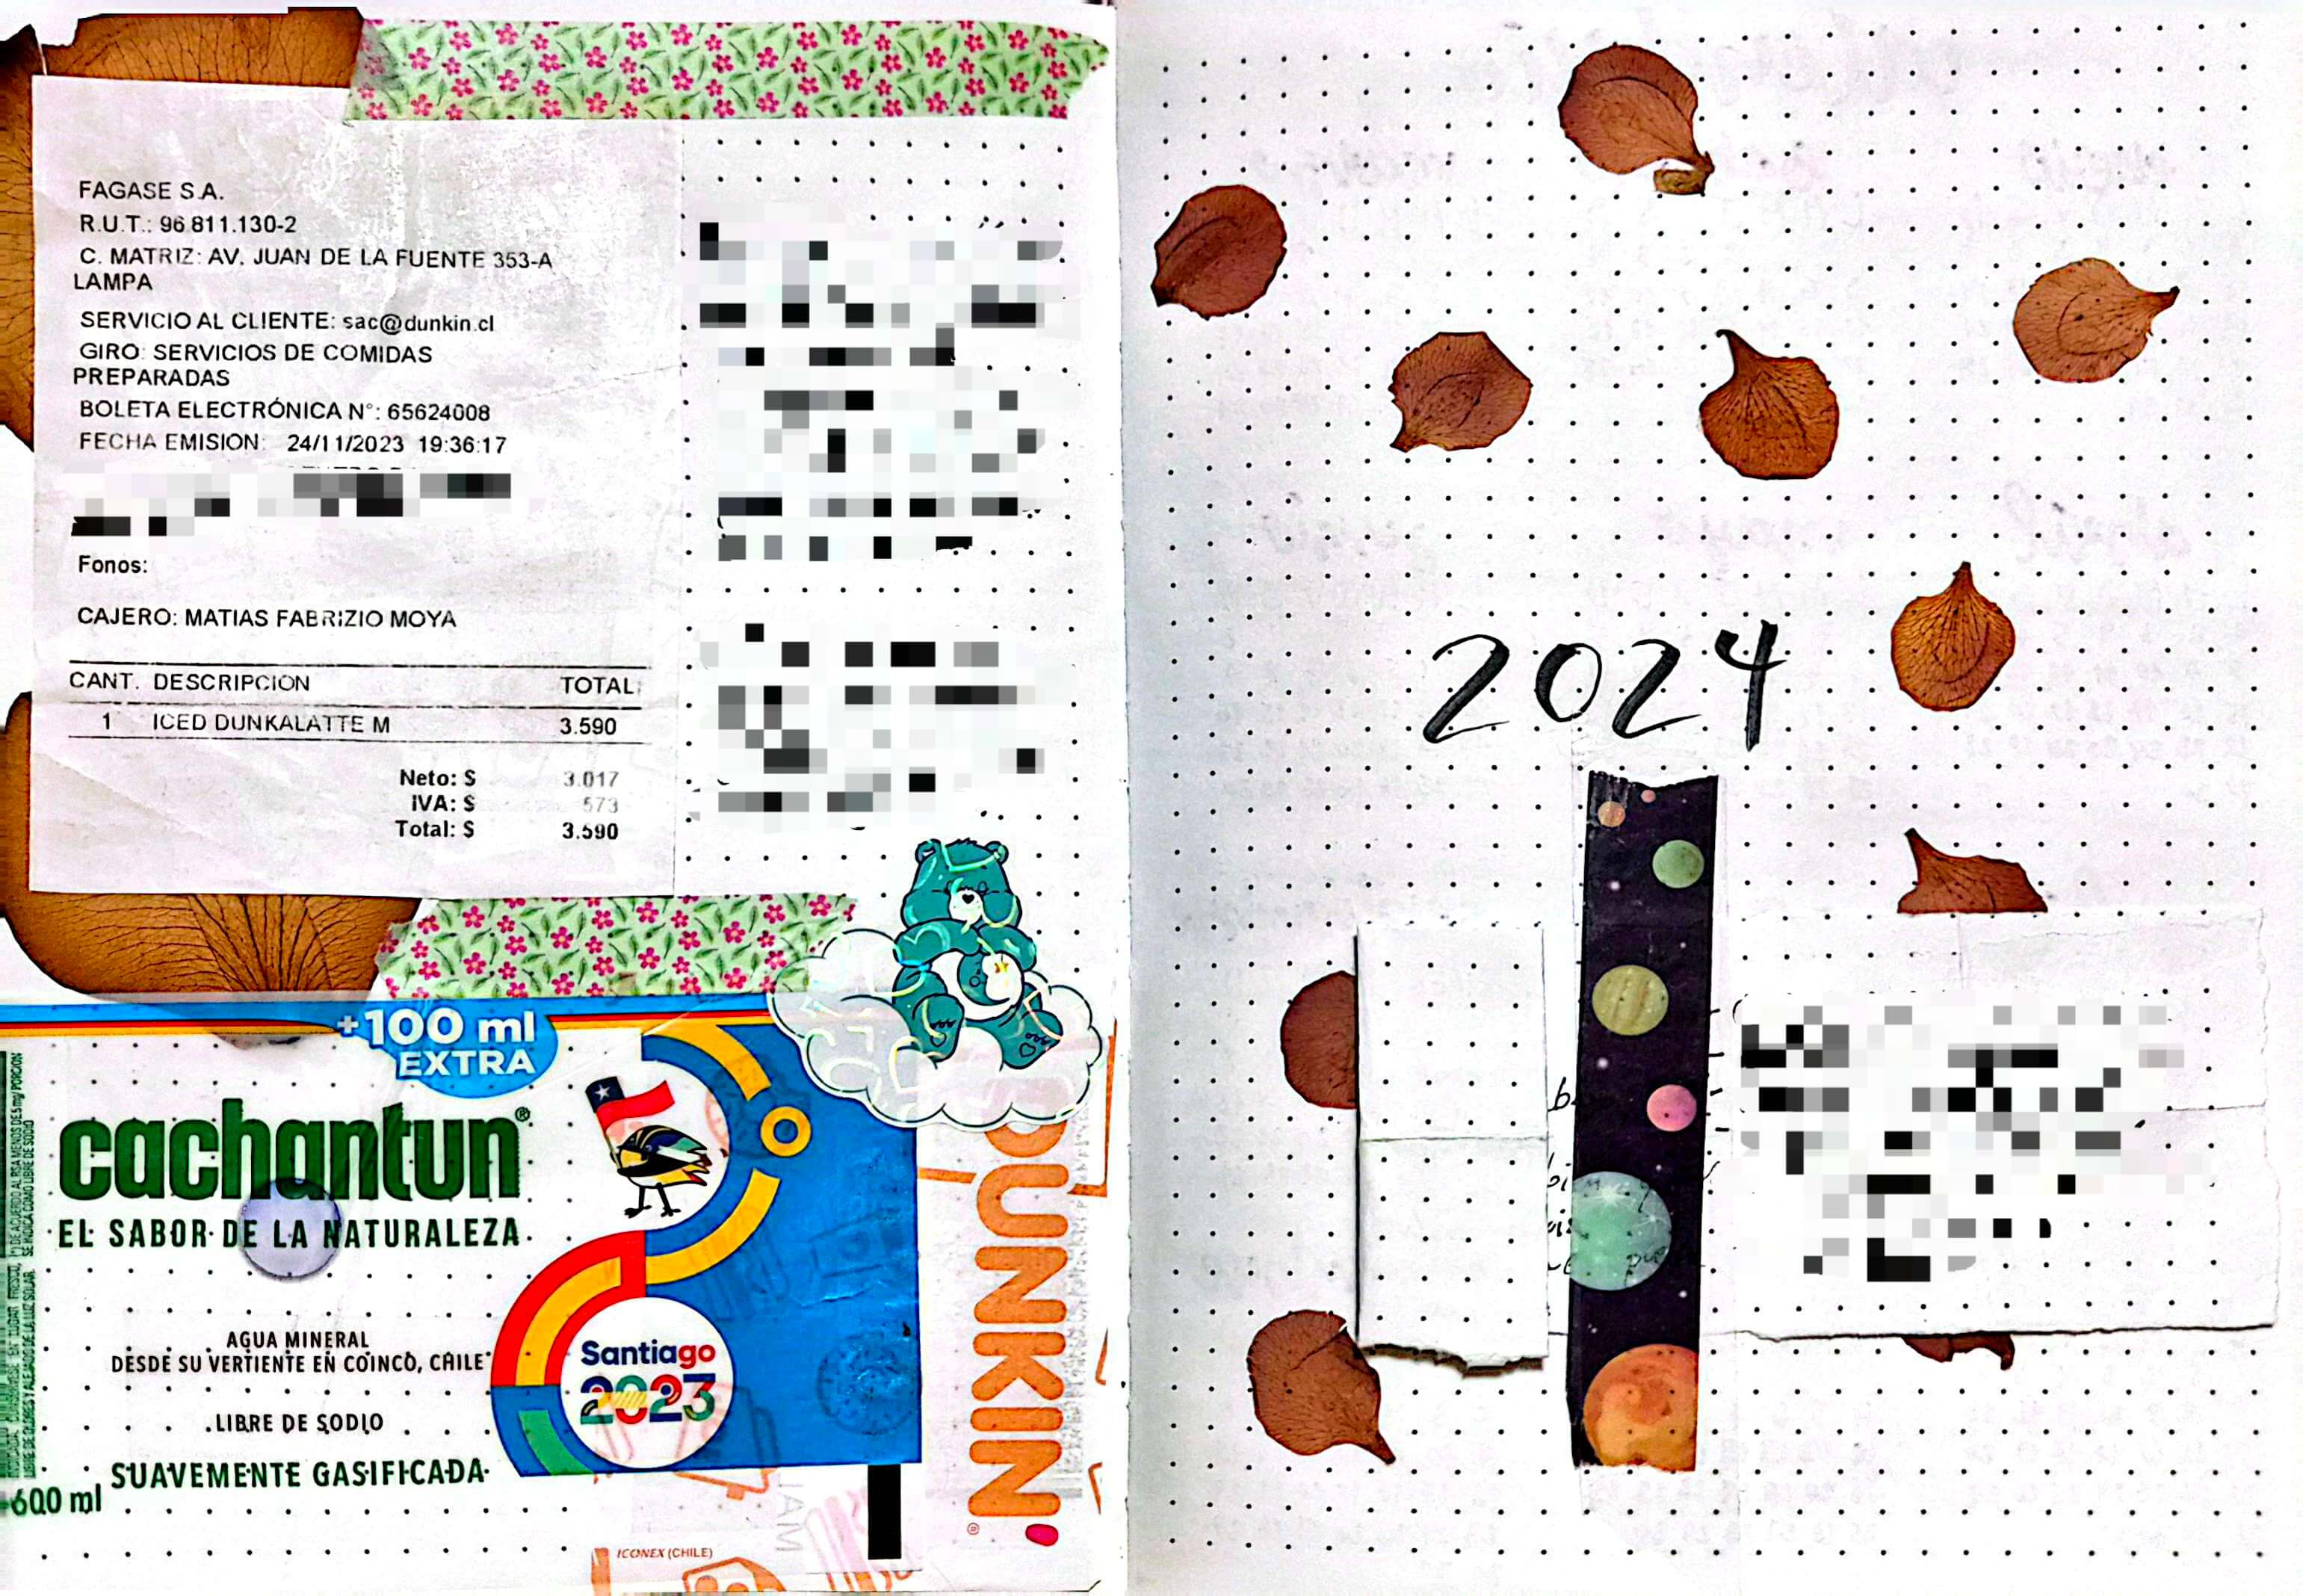 FAGASE S.A.
R.U.T.: 96.811.130-2
C. MATRIZ: AV. JUAN DE LA FUENTE 353-A
LAMPA
SERVICIO AL CLIENTE: sac@dunkin.cl
GIRO: SERVICIOS DE COMIDAS
PREPARADAS
BOLETA ELECTRÓNICA N°: 65624008
FECHA EMISION: 24/11/2023 19:36:17
Fonos:
CAJERO: MATIAS FABRIZIO MOYA
CANT. DESCRIPCION TOTAL
1 ICED DUNKALATTE M 3.590
Neto: $ 3.017
IVA: $ 573
Total: $ 3.590
+100 ml
EXTRA
cachantun®
EL SABOR DE LA NATURALEZA
AGUA MINERAL
DESDE SU VERTIENTE EN COINCO, CHILE
LIBRE DE SODIO
SUAVEMENTE GASIFICADA
600 ml
Santiago
2023
DUNKIN'
®
ICONEX (CHILE)
2024